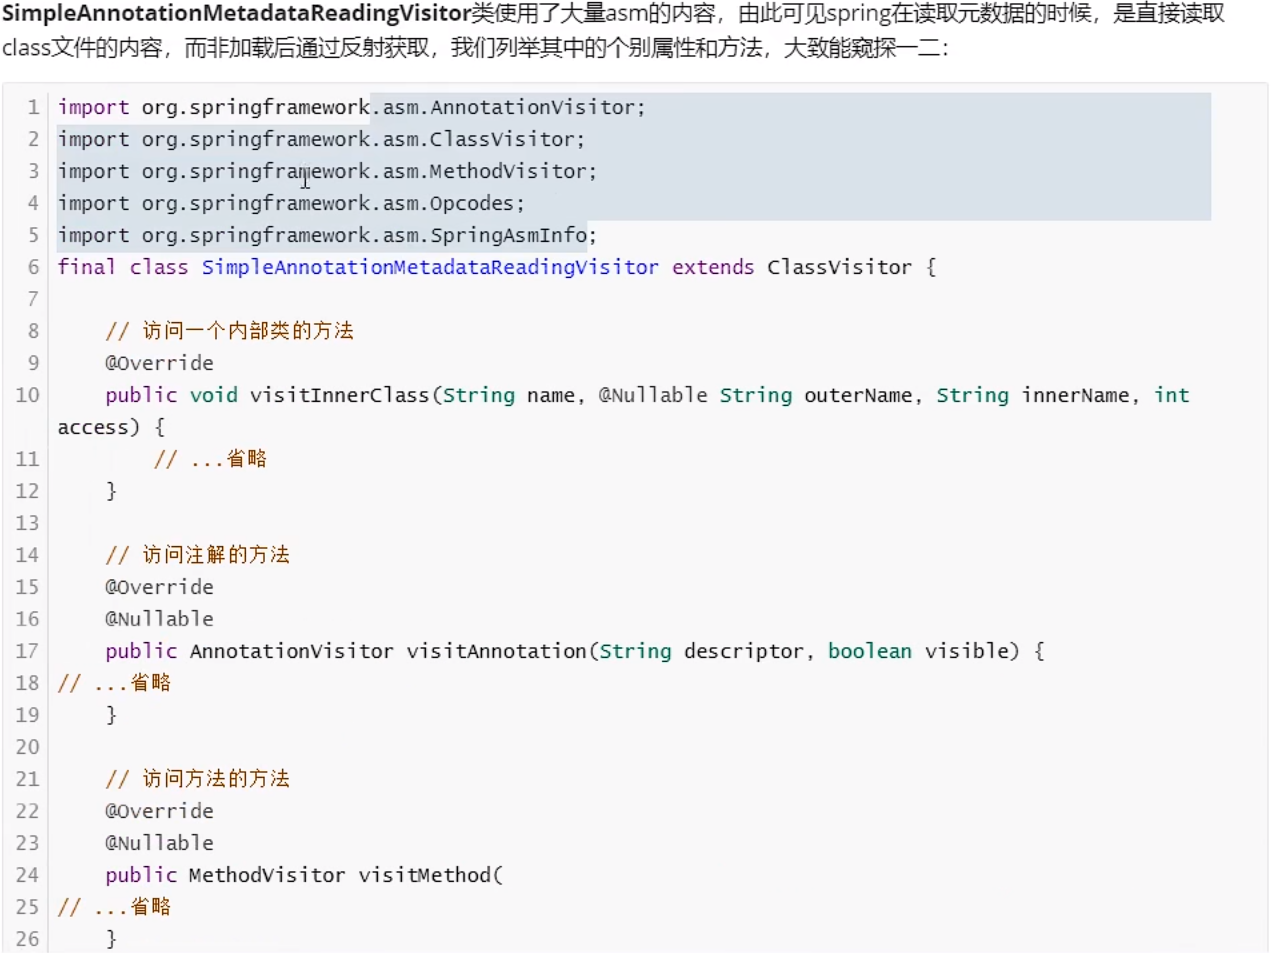 SimpleAnnotationMetadataReadingVisitor类使用了大量asm的内容，由此可见spring在读取元数据的时候，是直接读取
class文件的内容，而非加载后通过反射获取，我们列举其中的个别属性和方法，大致能窥探一二：
1 import org.springframework.asm.AnnotationVisitor;
2 import org.springframework.asm.ClassVisitor;
3 import org.springframework.asm.MethodVisitor;
4 import org.springframework.asm.Opcodes;
5 import org.springframework.asm.SpringAsmInfo;
6 final class SimpleAnnotationMetadataReadingVisitor extends ClassVisitor {
7
8 // 访问一个内部类的方法
9 @Override
10 public void visitInnerClass(String name, @Nullable String outerName, String innerName, int
access) {
11 // ...省略
12 }
13
14 // 访问注解的方法
15 @Override
16 @Nullable
17 public AnnotationVisitor visitAnnotation(String descriptor, boolean visible) {
18 // ...省略
19 }
20
21 // 访问方法的方法
22 @Override
23 @Nullable
24 public MethodVisitor visitMethod(
25 // ...省略
26 }